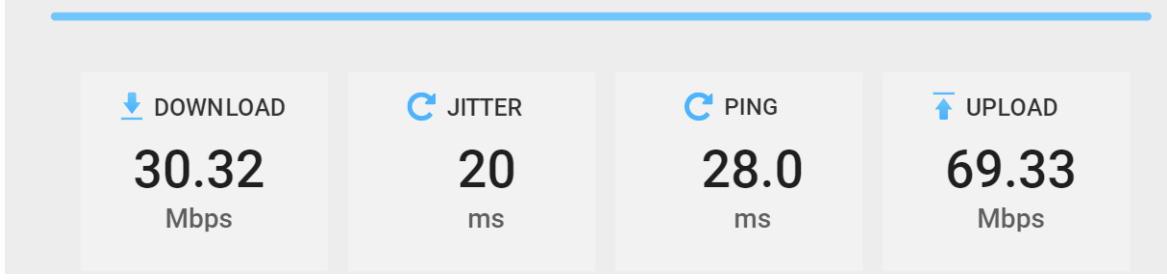 DOWNLOAD
30.32
Mbps
JITTER
20
ms
PING
28.0
ms
UPLOAD
69.33
Mbps